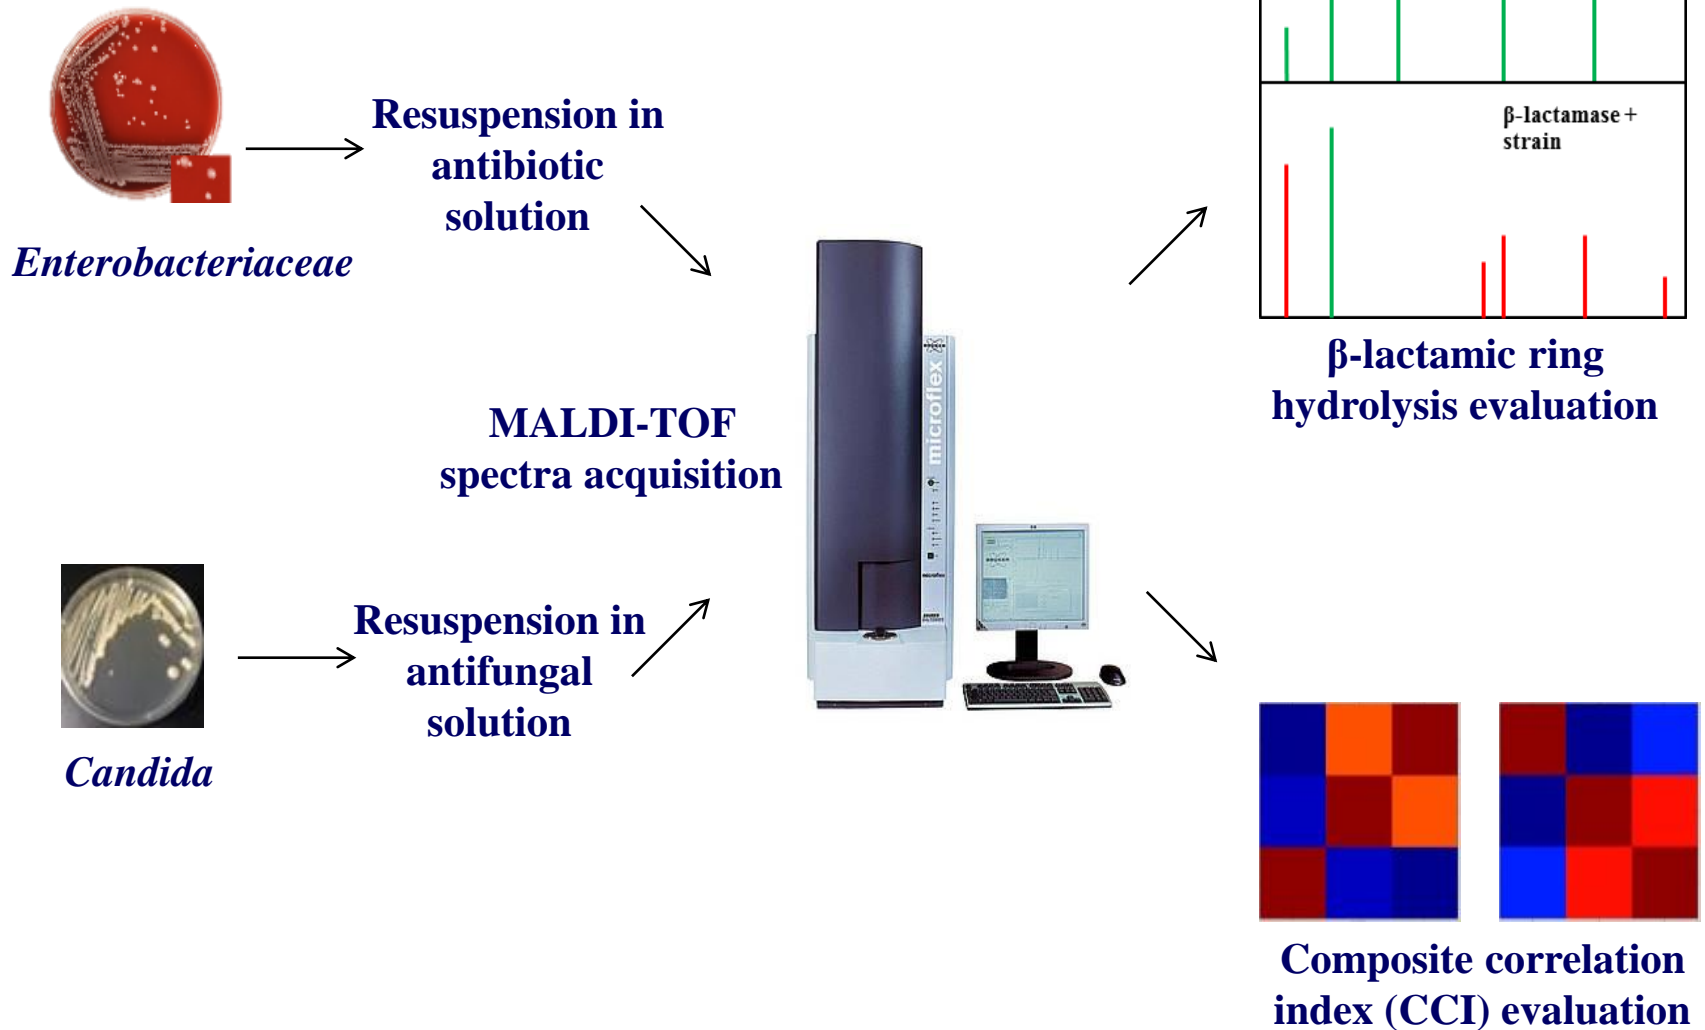 Resuspension in
antibiotic
solution
Enterobacteriaceae
β-lactamase +
strain
β-lactamic ring
hydrolysis evaluation
MALDI-TOF
spectra acquisition
microflex
Resuspension in
antifungal
solution
Candida
Composite correlation
index (CCI) evaluation